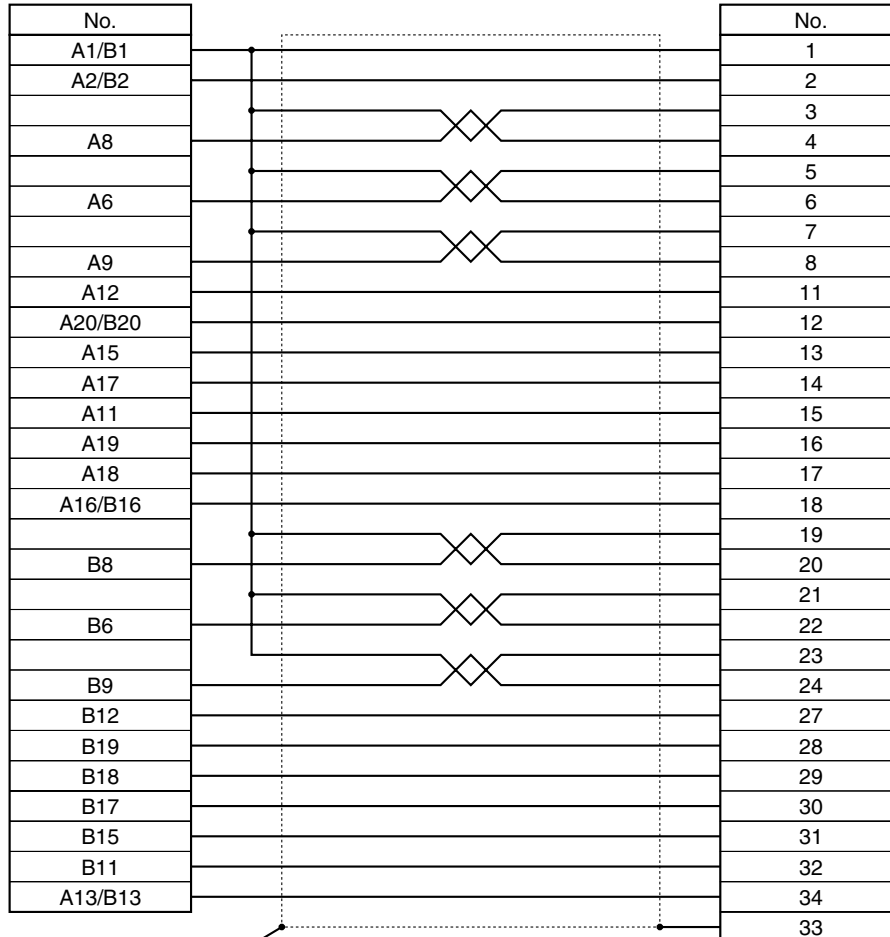 No. No.
A1/B1 1
A2/B2 2
3
A8 4
5
A6 6
7
A9 8
A12 11
A20/B20 12
A15 13
A17 14
A11 15
A19 16
A18 17
A16/B16 18
19
B8 20
21
B6 22
23
B9 24
B12 27
B19 28
B18 29
B17 30
B15 31
B11 32
A13/B13 34
33